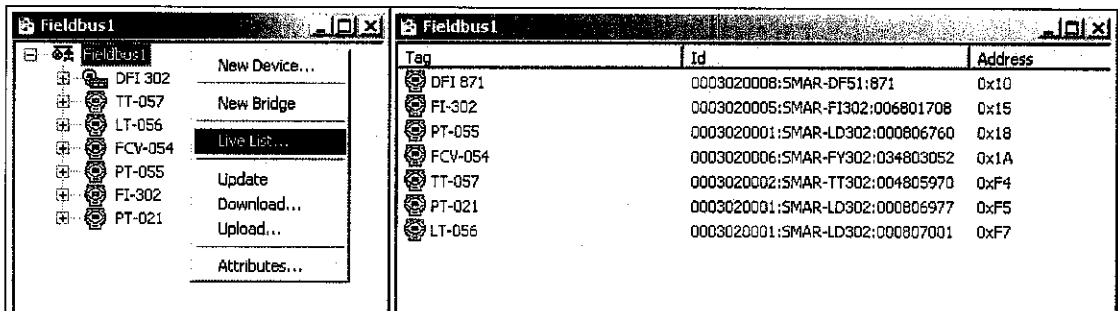 Fieldbus1
Fieldbus1
DFI 302
TT-057
LT-056
FCV-054
PT-055
FI-302
PT-021
New Device...
New Bridge
Live List...
Update
Download...
Upload...
Attributes...
Fieldbus1
Tag Id Address
DFI 871 0003020008:SMAR-DF51:871 0x10
FI-302 0003020005:SMAR-FI302:006801708 0x15
PT-055 0003020001:SMAR-LD302:000806760 0x18
FCV-054 0003020006:SMAR-FY302:034803052 0x1A
TT-057 0003020002:SMAR-TT302:004805970 0xF4
PT-021 0003020001:SMAR-LD302:000806977 0xF5
LT-056 0003020001:SMAR-LD302:000807001 0xF7